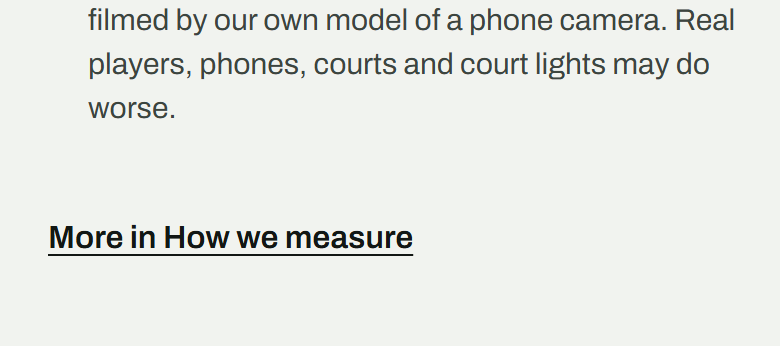 filmed by our own model of a phone camera. Real
players, phones, courts and court lights may do
worse.
More in How we measure